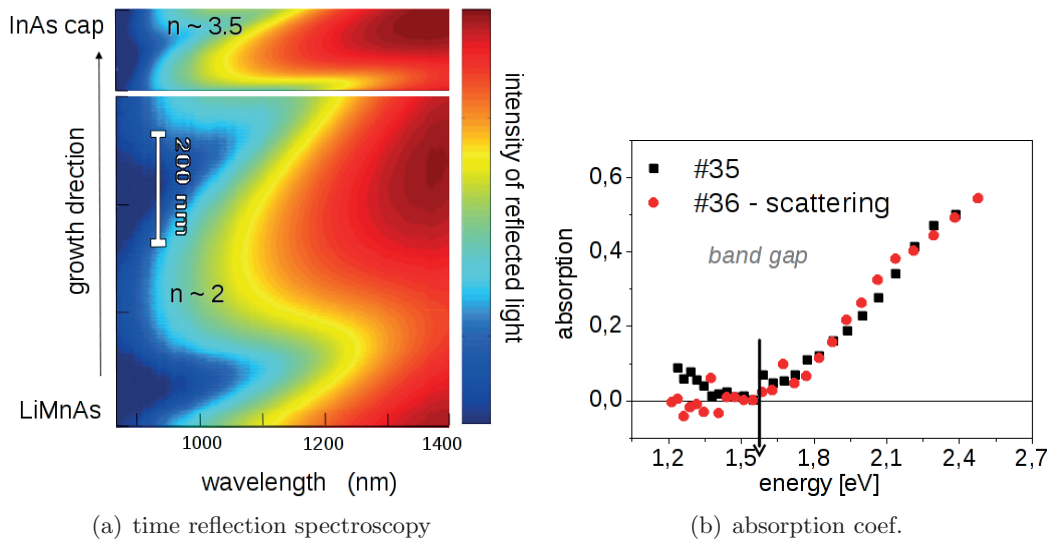 InAs cap
n ~ 3.5
growth drection
200 nm
n ~ 2
LiMnAs
1000
1200
1400
wavelength (nm)
intensity of reflected light
(a) time reflection spectroscopy
#35
#36 - scattering
band gap
absorption
0,6
0,4
0,2
0,0
1,2
1,5
1,8
2,1
2,4
2,7
energy [eV]
(b) absorption coef.